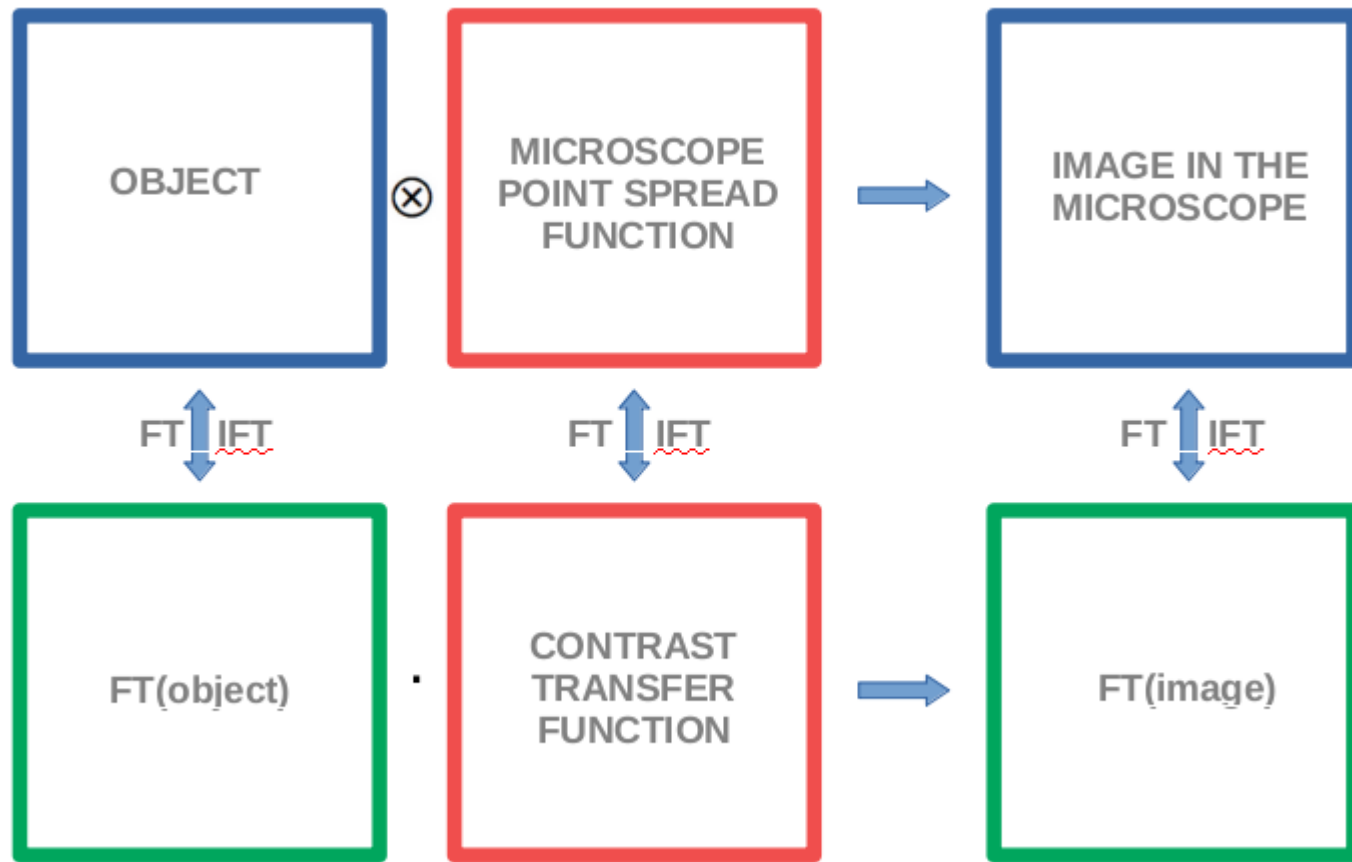 OBJECT
⊗
MICROSCOPE
POINT SPREAD
FUNCTION
IMAGE IN THE
MICROSCOPE
FT IFT
FT IFT
FT IFT
FT(object)
·
CONTRAST
TRANSFER
FUNCTION
FT(image)